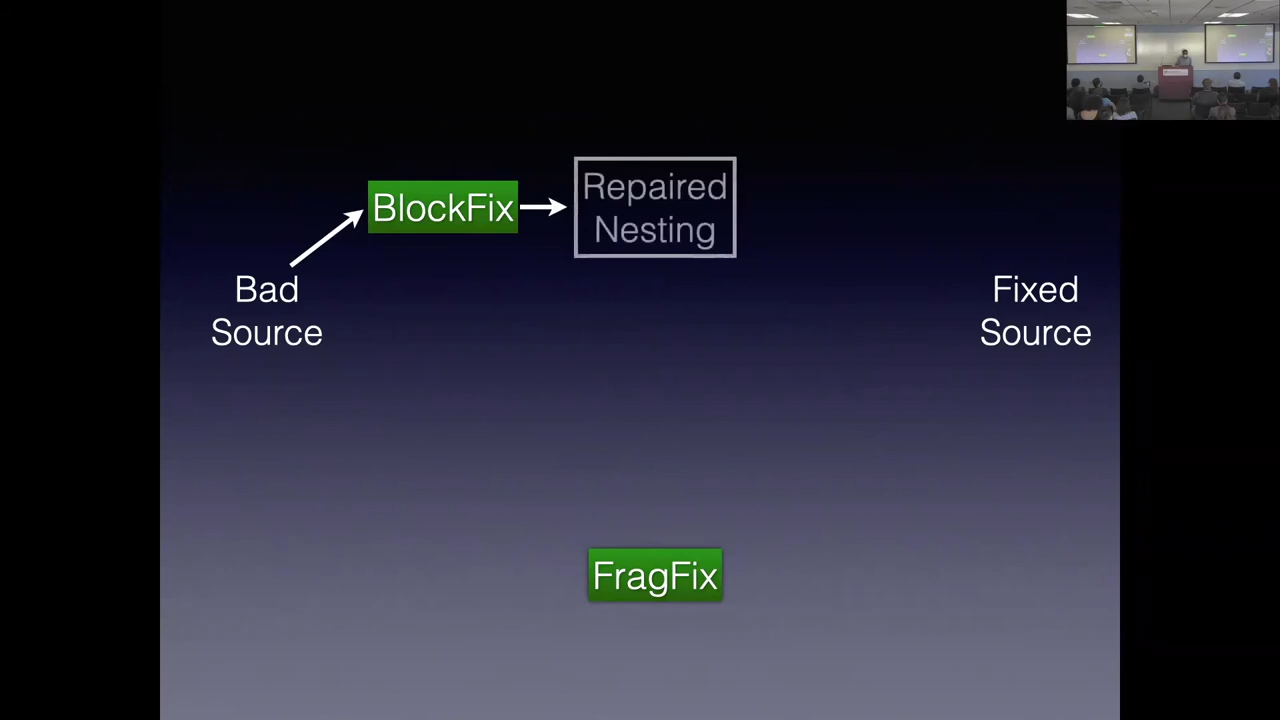 BlockFix
Repaired
Nesting
Bad
Source
Fixed
Source
FragFix